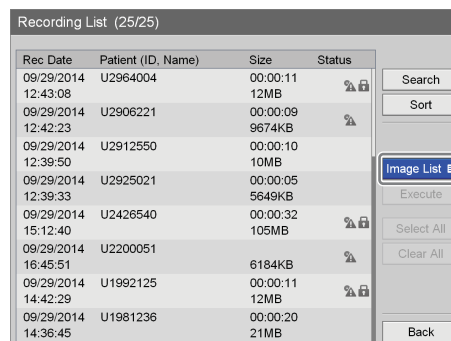 Recording List (25/25)
Rec Date Patient (ID, Name) Size Status
09/29/2014 U2964004 00:00:11
12:43:08 12MB
09/29/2014 U2906221 00:00:09
12:42:23 9674KB
09/29/2014 U2912550 00:00:10
12:39:50 10MB
09/29/2014 U2925021 00:00:05
12:39:33 5649KB
09/29/2014 U2426540 00:00:32
15:12:40 105MB
09/29/2014 U2200051
16:45:51 6184KB
09/29/2014 U1992125 00:00:11
14:42:29 12MB
09/29/2014 U1981236 00:00:20
14:36:45 21MB
Search
Sort
Image List
Execute
Select All
Clear All
Back